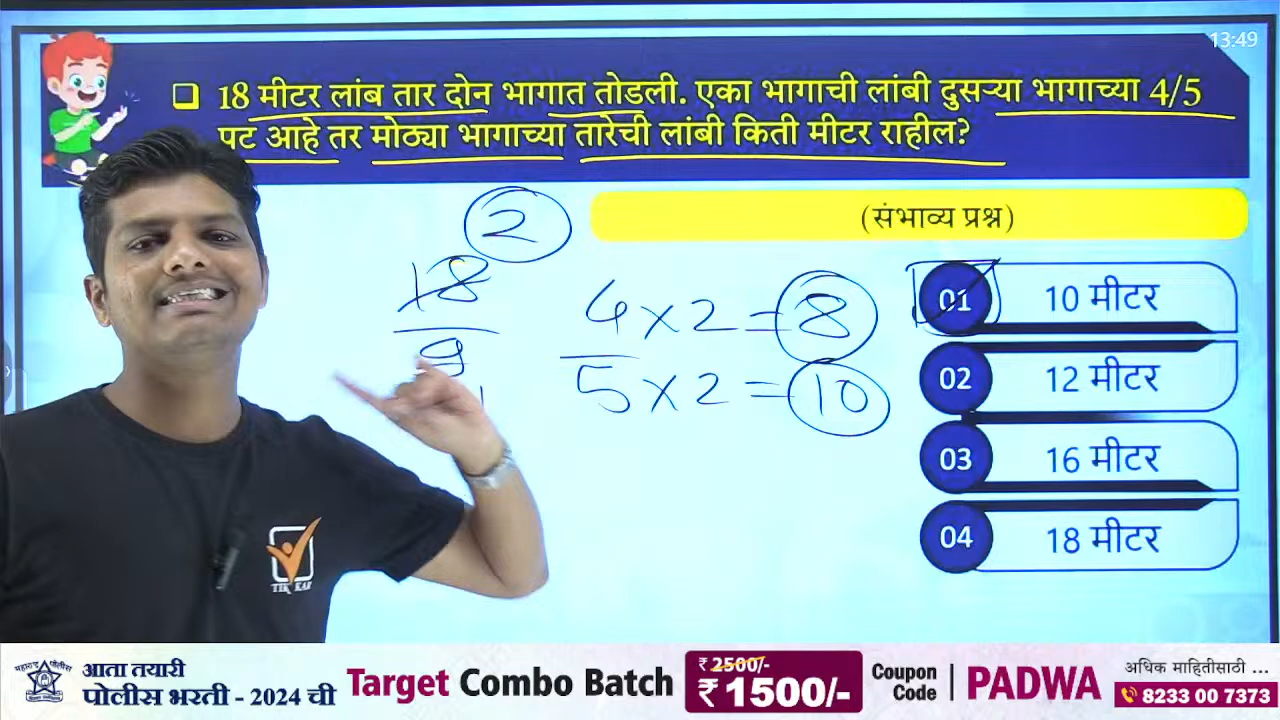 13:49
18 मीटर लांब तार दोन भागात तोडली. एका भागाची लांबी दुसऱ्या भागाच्या 4/5
पट आहे तर मोठ्या भागाच्या तारेची लांबी किती मीटर राहील?
(संभाव्य प्रश्न)
2
18
9
4 × 2 = 8
5 × 2 = 10
01 10 मीटर
02 12 मीटर
03 16 मीटर
04 18 मीटर
महाराष्ट्र पोलीस
आता तयारी
पोलीस भरती - 2024 ची
Target Combo Batch
₹ 2500/-
₹ 1500/-
Coupon
Code
PADWA
अधिक माहितीसाठी ...
8233 00 7373